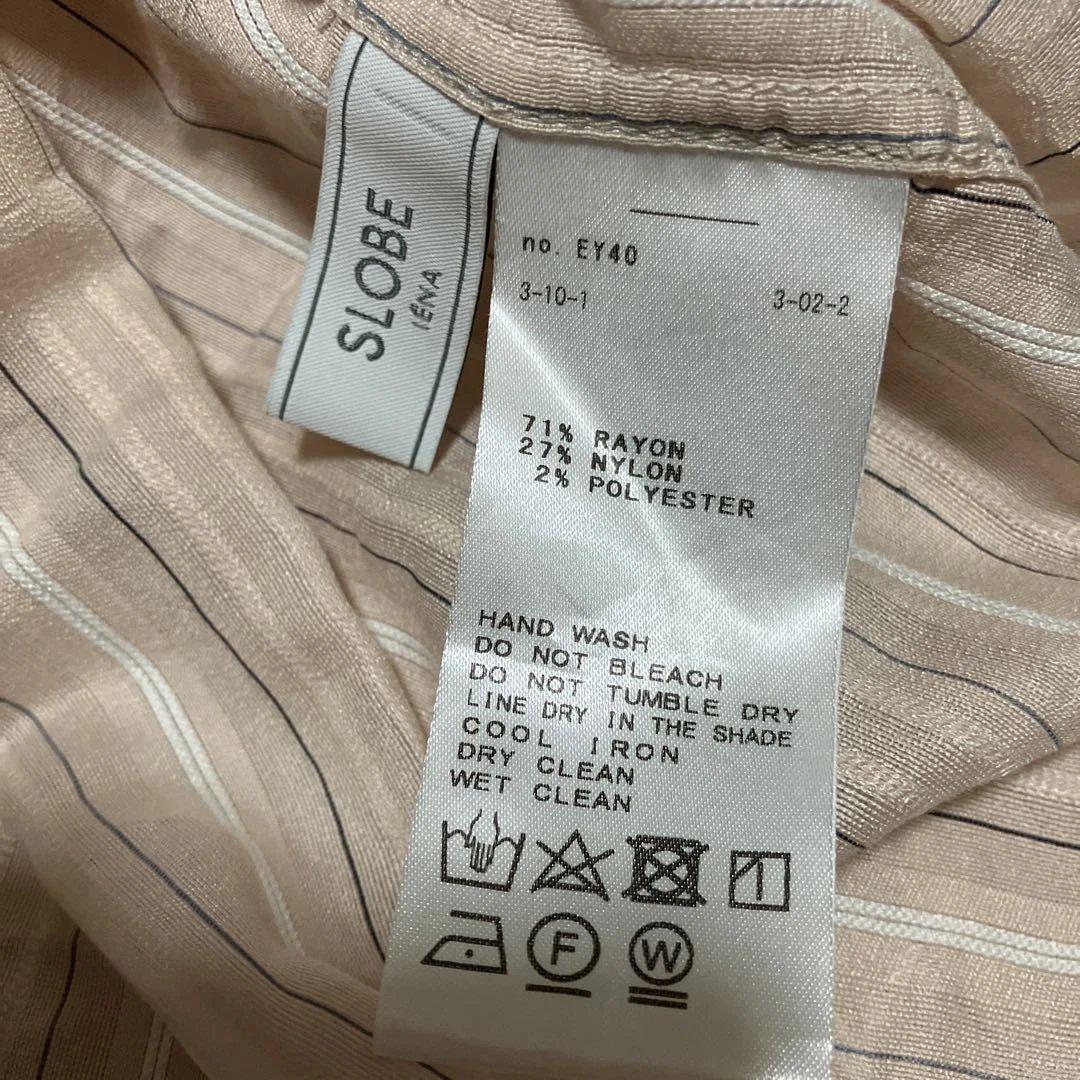 SLOBE
IÉNA
no. EY40
3-10-1 3-02-2
71% RAYON
27% NYLON
2% POLYESTER
HAND WASH
DO NOT BLEACH
DO NOT TUMBLE DRY
LINE DRY IN THE SHADE
COOL IRON
DRY CLEAN
WET CLEAN
F W